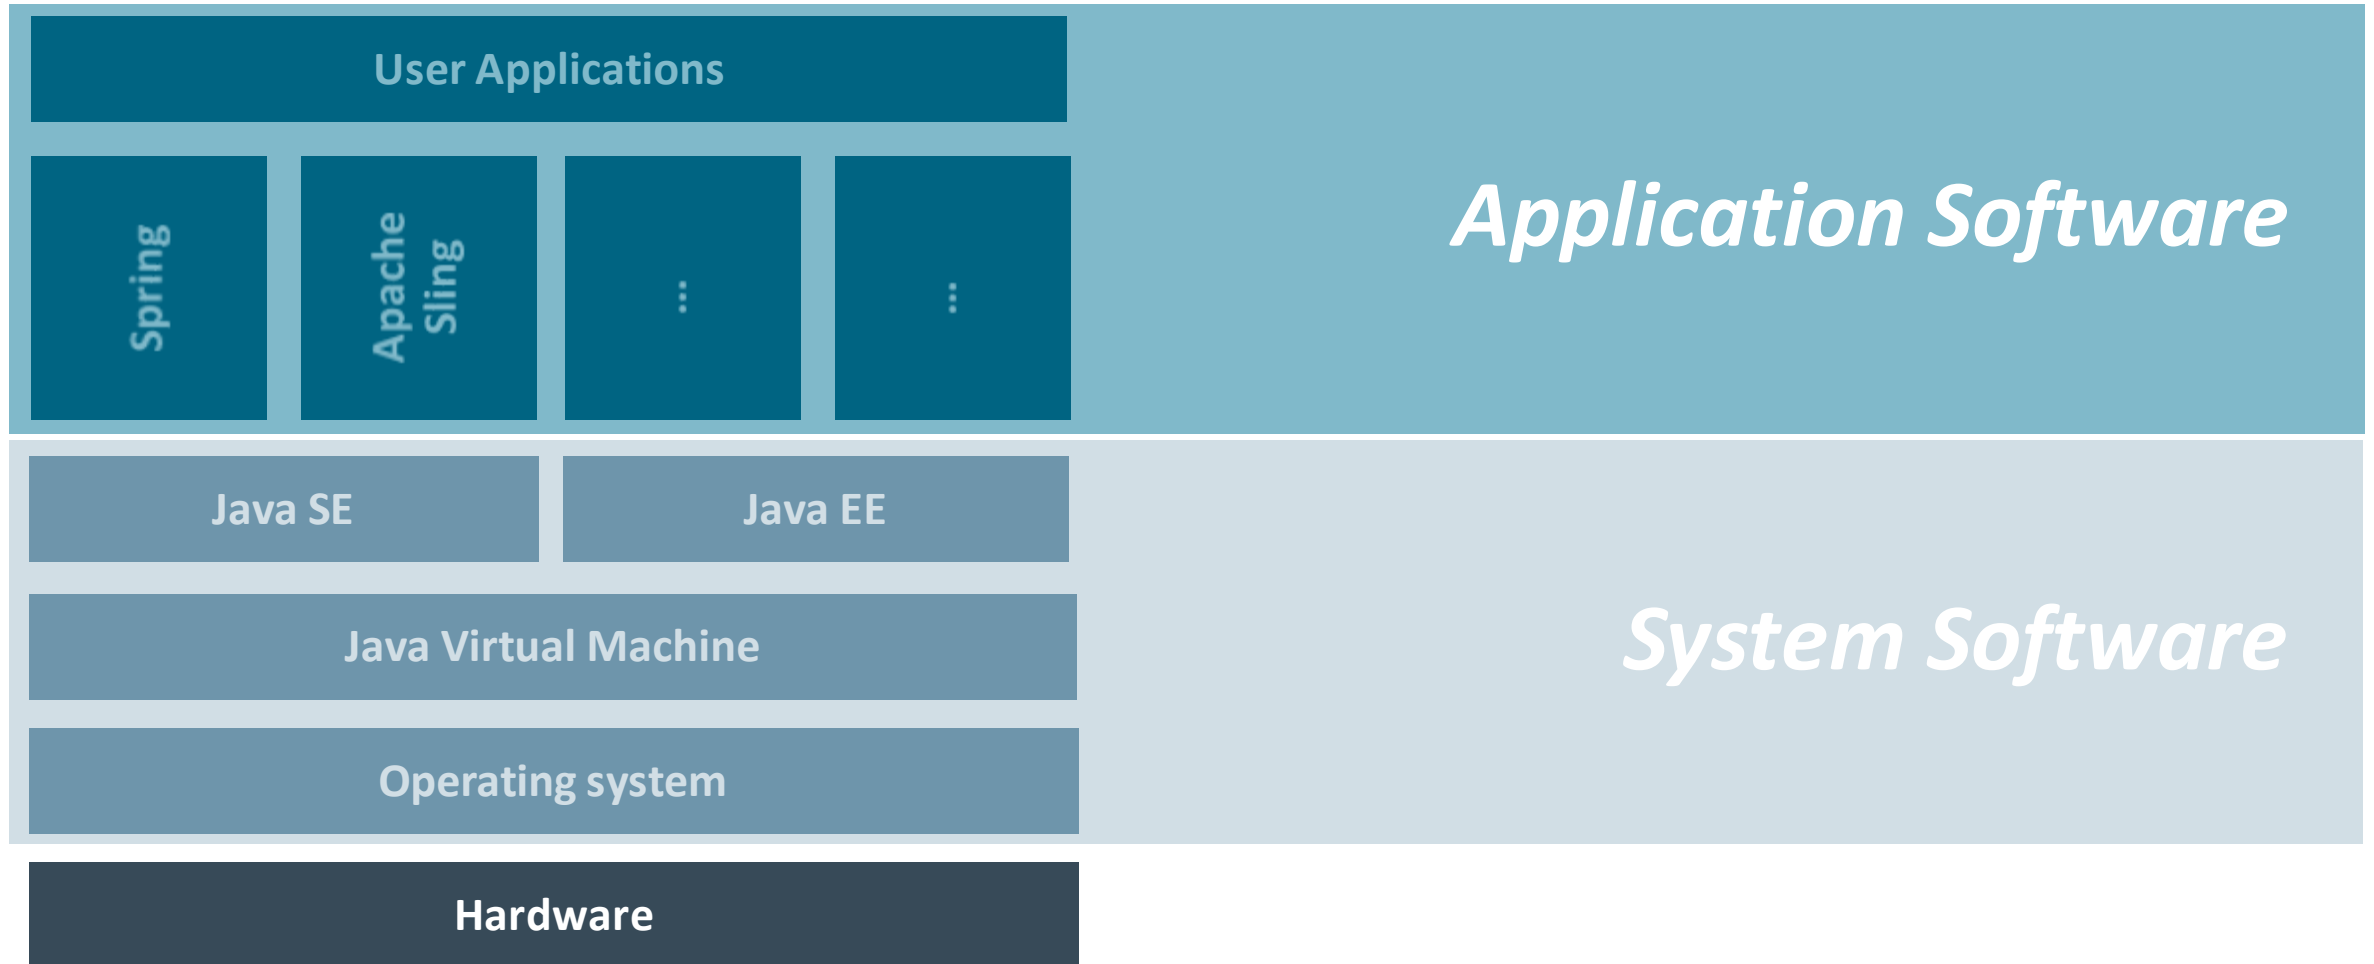 User Applications
Spring
Apache
Sling
...
...
Application Software
Java SE
Java EE
Java Virtual Machine
Operating system
System Software
Hardware